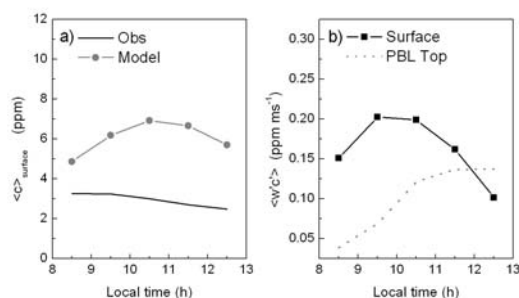 a) Obs
Model
<c>surface (ppm)
12
10
8
6
4
2
0
8 9 10 11 12 13
Local time (h)
b) Surface
PBL Top
<w'c'> (ppm ms⁻¹)
0.30
0.25
0.20
0.15
0.10
0.05
8 9 10 11 12 13
Local time (h)